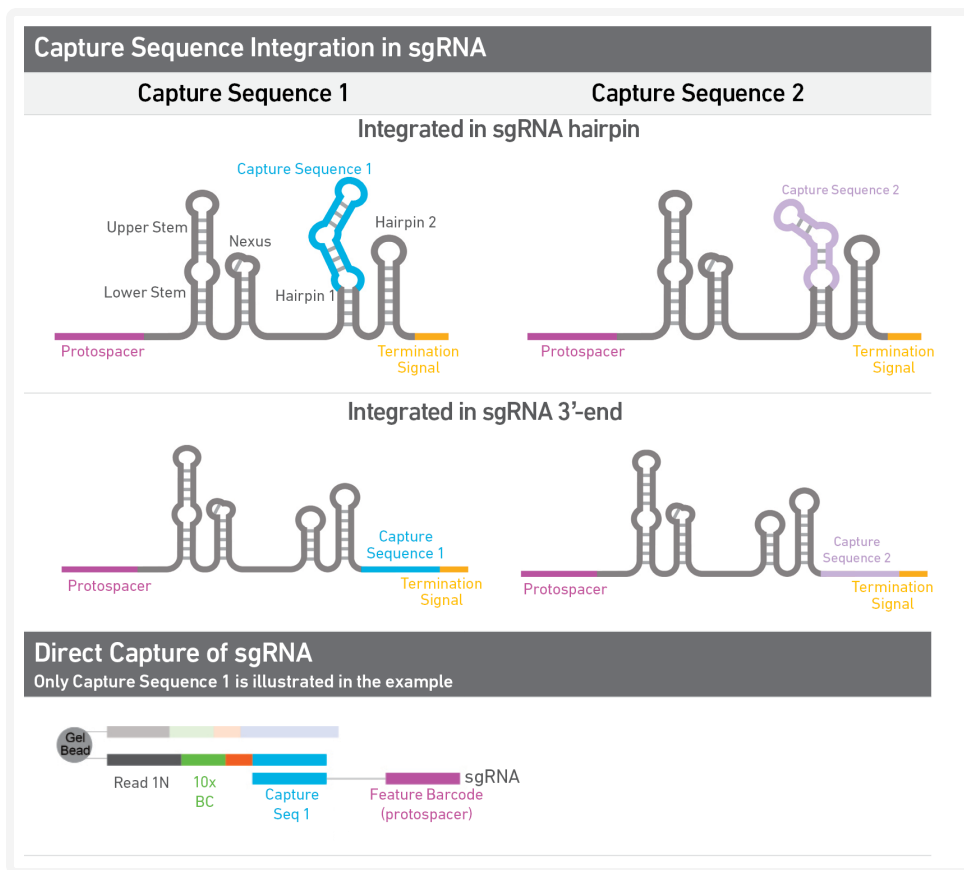 Capture Sequence Integration in sgRNA
Capture Sequence 1
Capture Sequence 2
Integrated in sgRNA hairpin
Capture Sequence 1
Upper Stem
Nexus
Hairpin 2
Lower Stem
Hairpin 1
Protospacer
Termination
Signal
Capture Sequence 2
Protospacer
Termination
Signal
Integrated in sgRNA 3’-end
Capture
Sequence 1
Protospacer
Termination
Signal
Capture
Sequence 2
Protospacer
Termination
Signal
Direct Capture of sgRNA
Only Capture Sequence 1 is illustrated in the example
Gel
Bead
Read 1N
10x
BC
Capture
Seq 1
Feature Barcode
(protospacer)
sgRNA